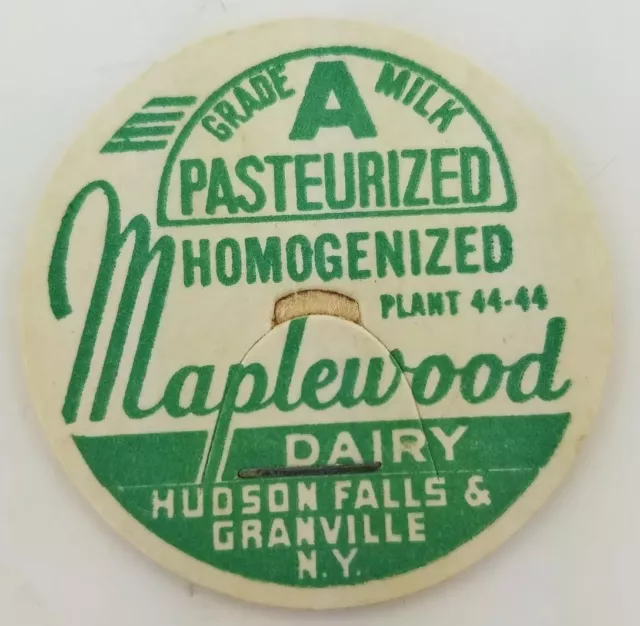 GRADE A MILK
PASTEURIZED
HOMOGENIZED
PLANT 44-44
Maplewood
DAIRY
HUDSON FALLS &
GRANVILLE
N.Y.